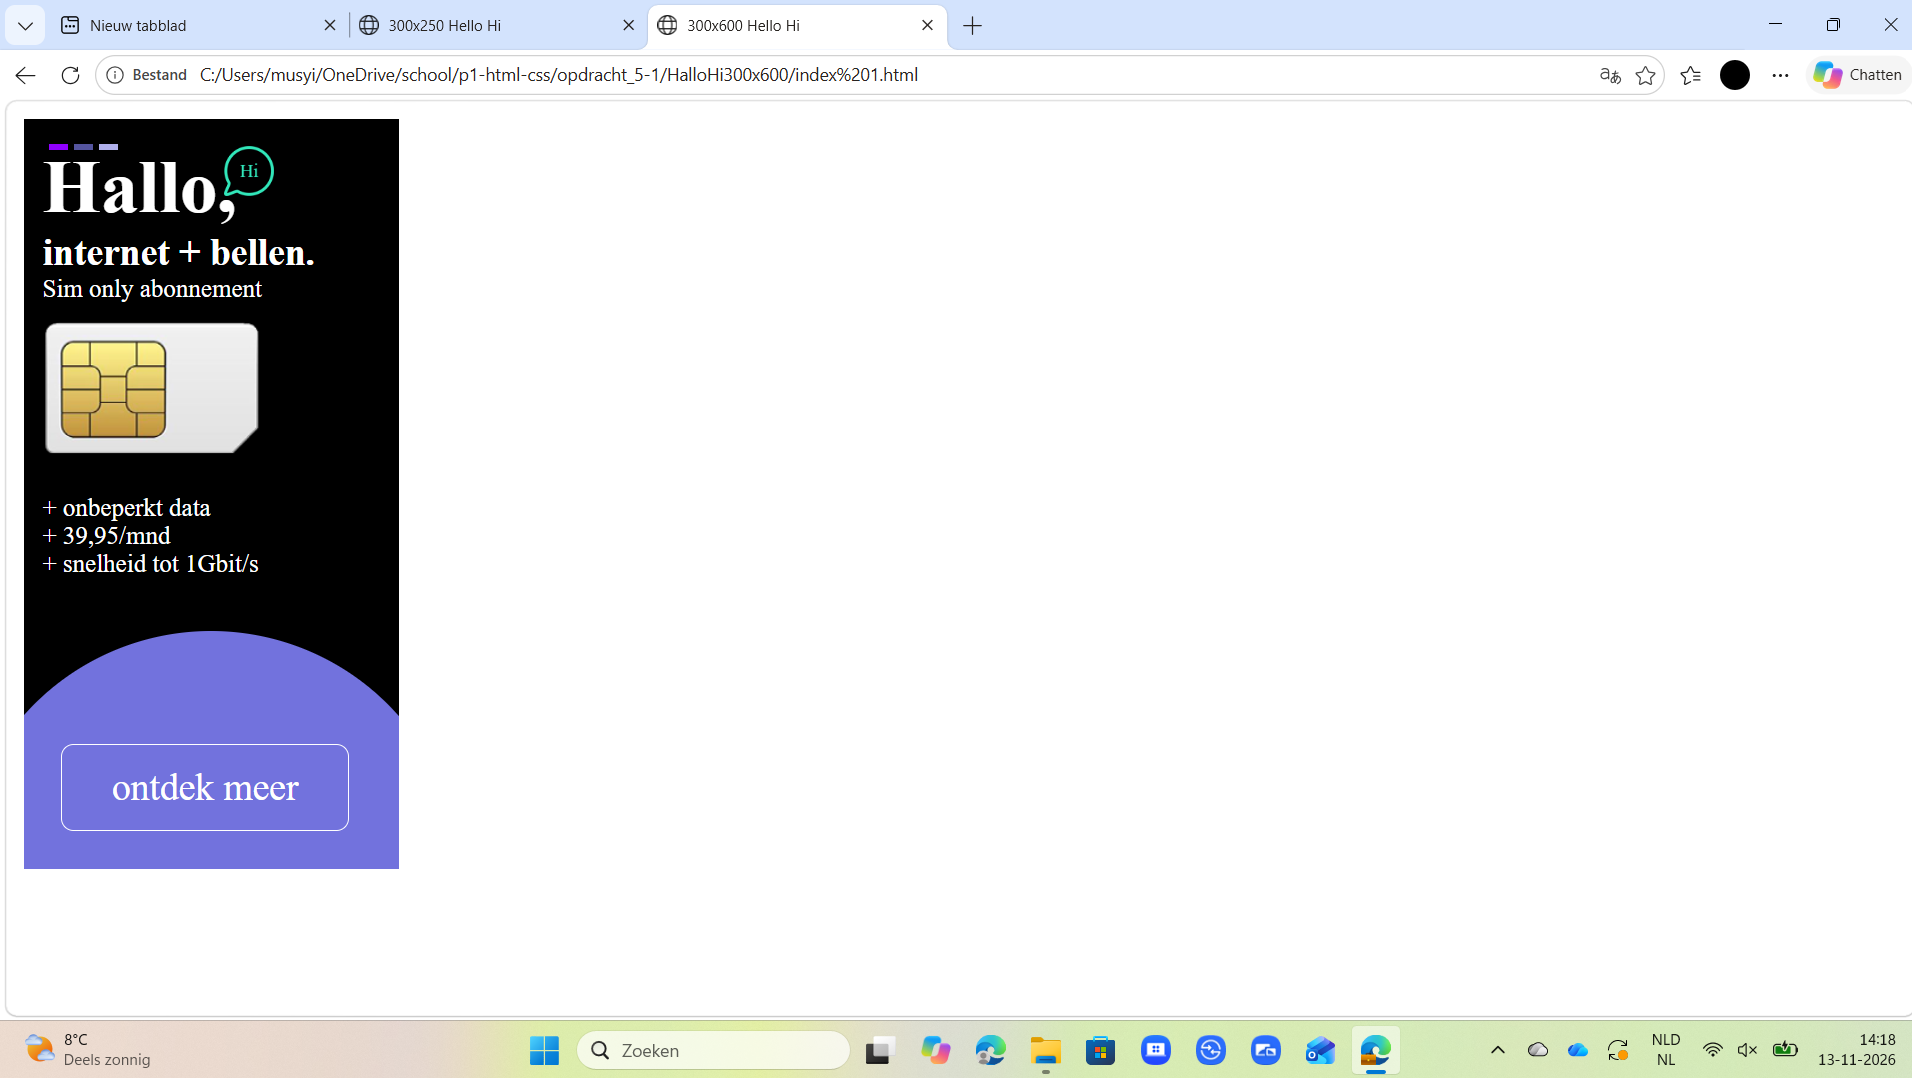 Nieuw tabblad
300x250 Hello Hi
300x600 Hello Hi
Bestand C:/Users/musyi/OneDrive/school/p1-html-css/opdracht_5-1/HalloHi300x600/index%201.html
Chatten
Hi
Hallo,
internet + bellen.
Sim only abonnement
+ onbeperkt data
+ 39,95/mnd
+ snelheid tot 1Gbit/s
ontdek meer
8°C
Deels zonnig
Zoeken
NLD
NL
14:18
13-11-2026